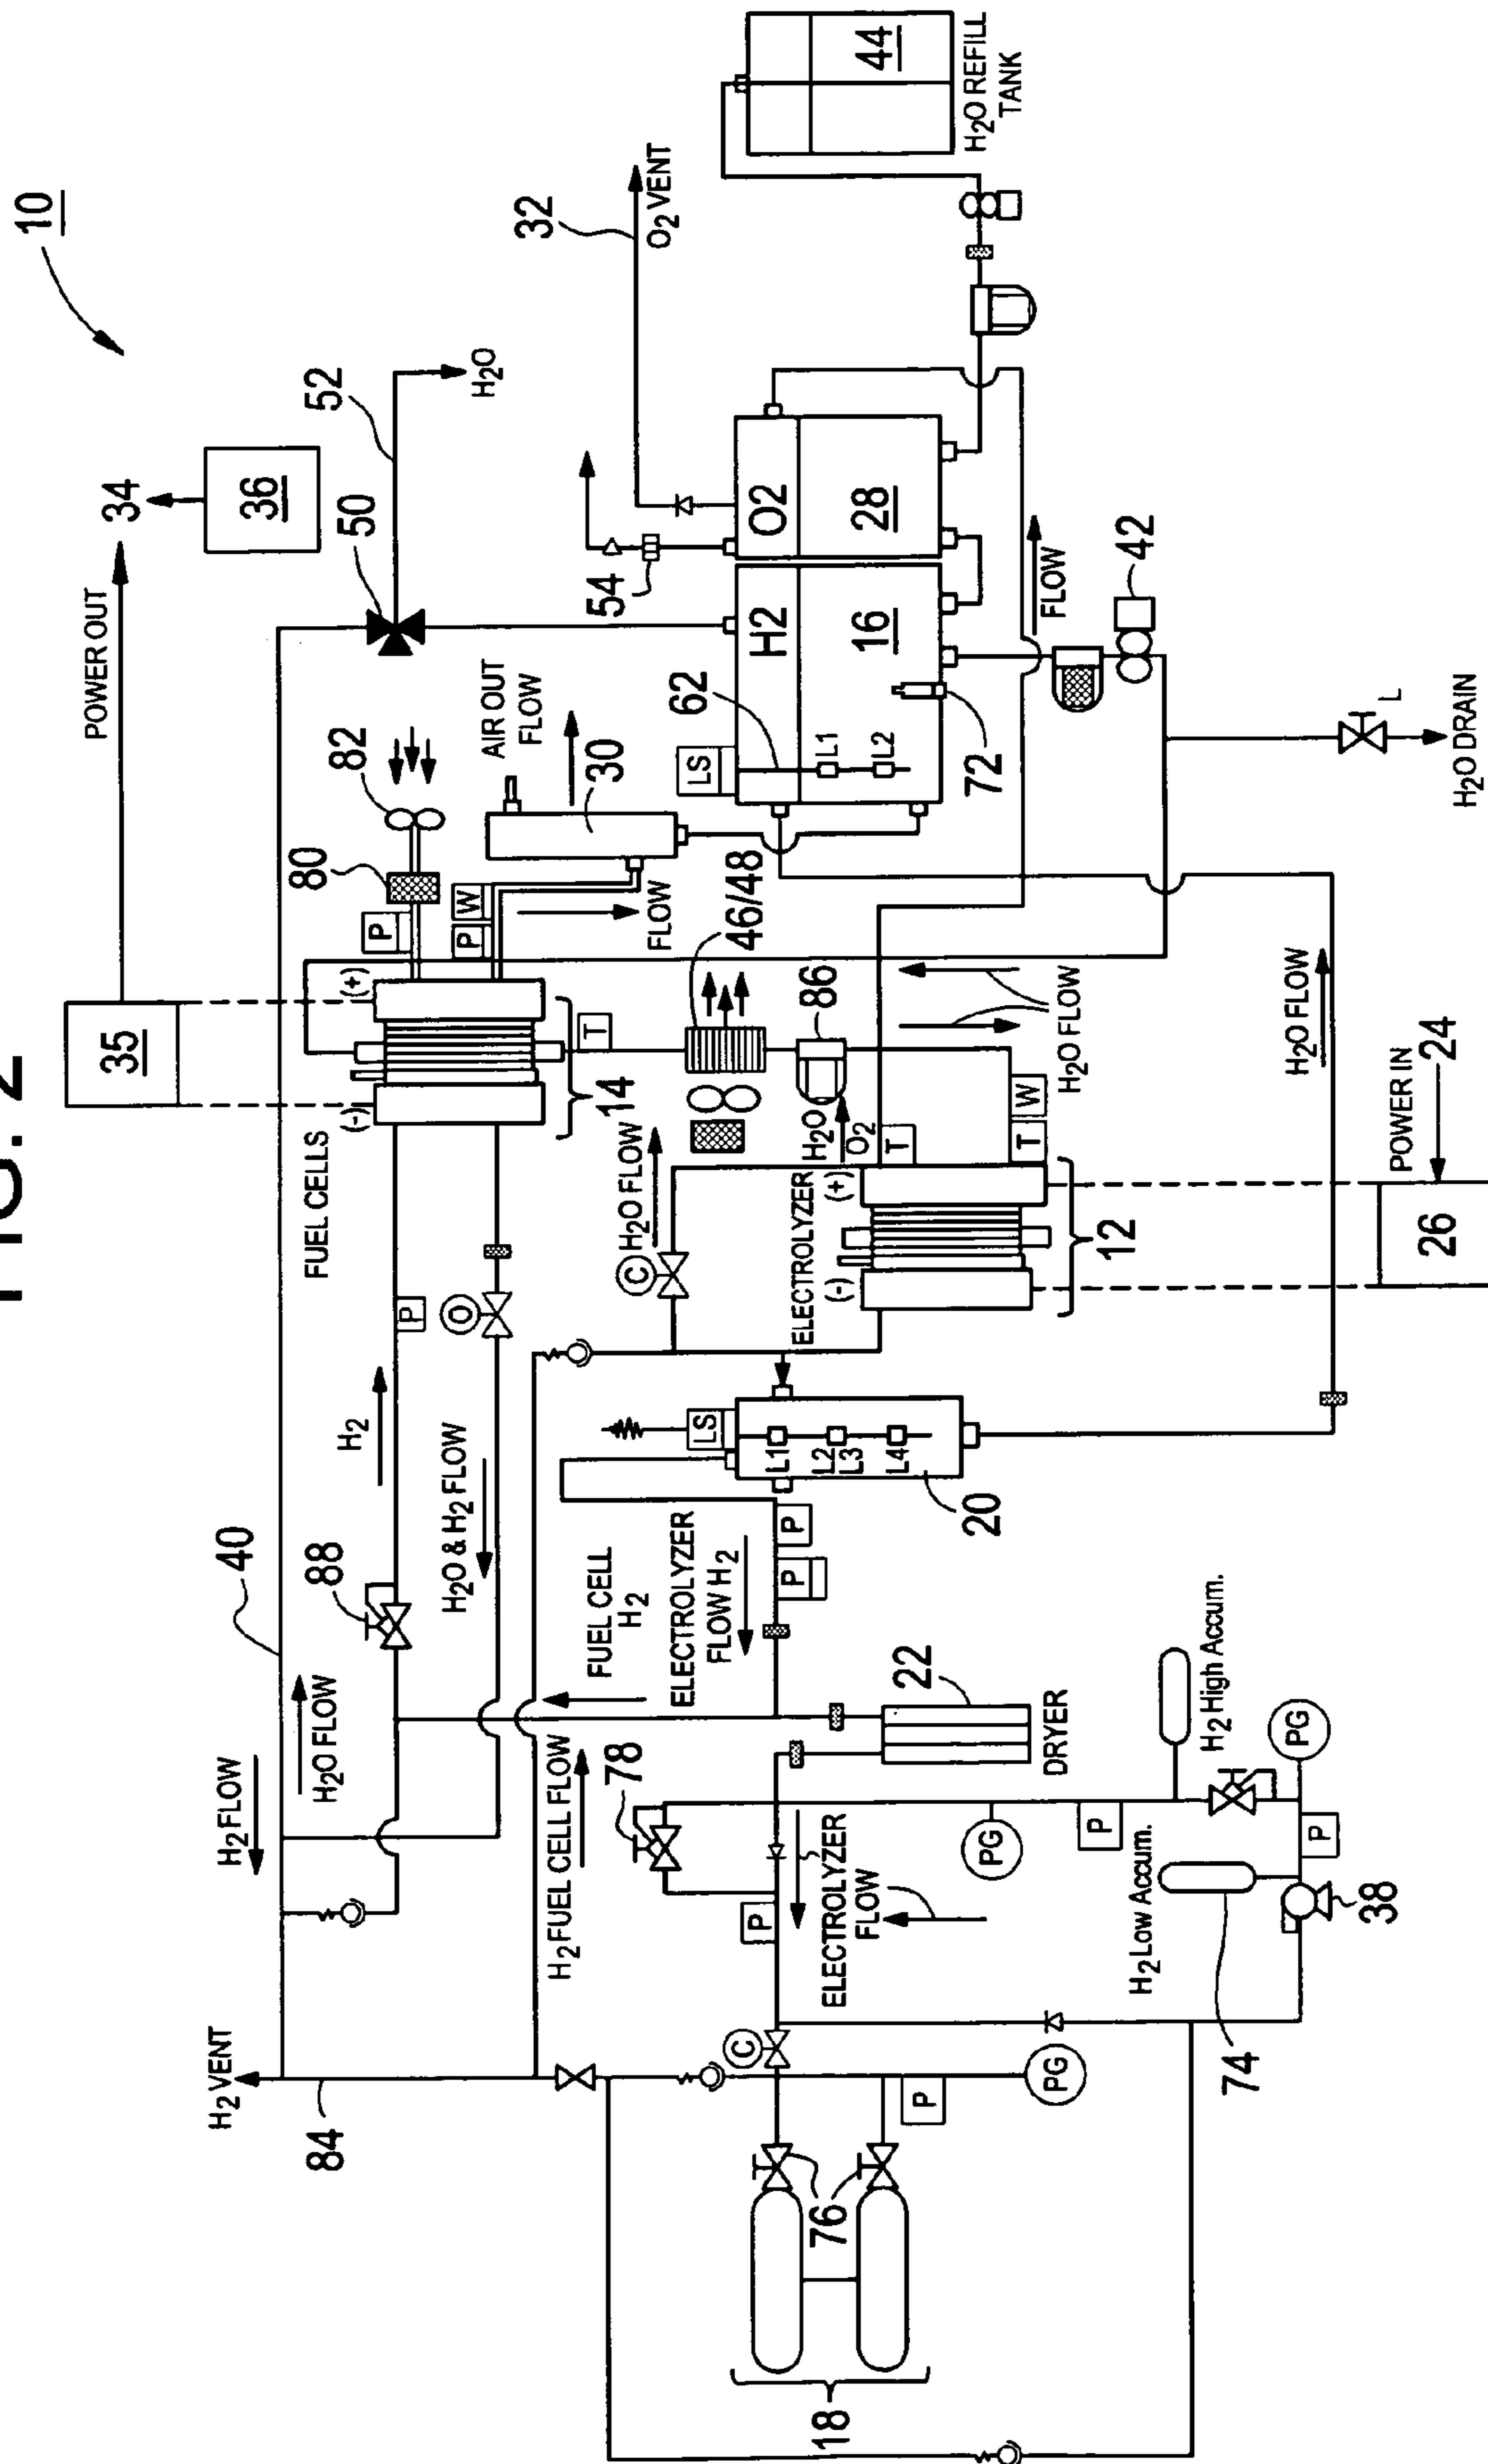 FIG. 2
10
POWER OUT
34
35
36
52
50
H2O
32
O2 VENT
54
44
H2O REFILL
TANK
O2
28
H2
16
62
LS
L1
L2
72
FLOW
42
L
H2O DRAIN
AIR OUT
FLOW
30
82
80
P
P
W
FLOW
46/48
86
H2O FLOW
(+)
(-)
FUEL CELLS
14
T
H2O
O2
T
T
W
H2O FLOW
C
ELECTROLYZER
(+)
(-)
12
POWER IN
24
26
H2O FLOW
P
O
H2
88
H2O & H2 FLOW
40
H2 FLOW
H2O FLOW
LS
L1
L2
L3
L4
20
P
P
FUEL CELL
H2
ELECTROLYZER
FLOW H2
22
DRYER
H2 FUEL CELL FLOW
78
PG
P
H2 High Accum.
PG
P
H2 Low Accum.
74
38
ELECTROLYZER
FLOW
P
H2 VENT
84
C
P
PG
76
18